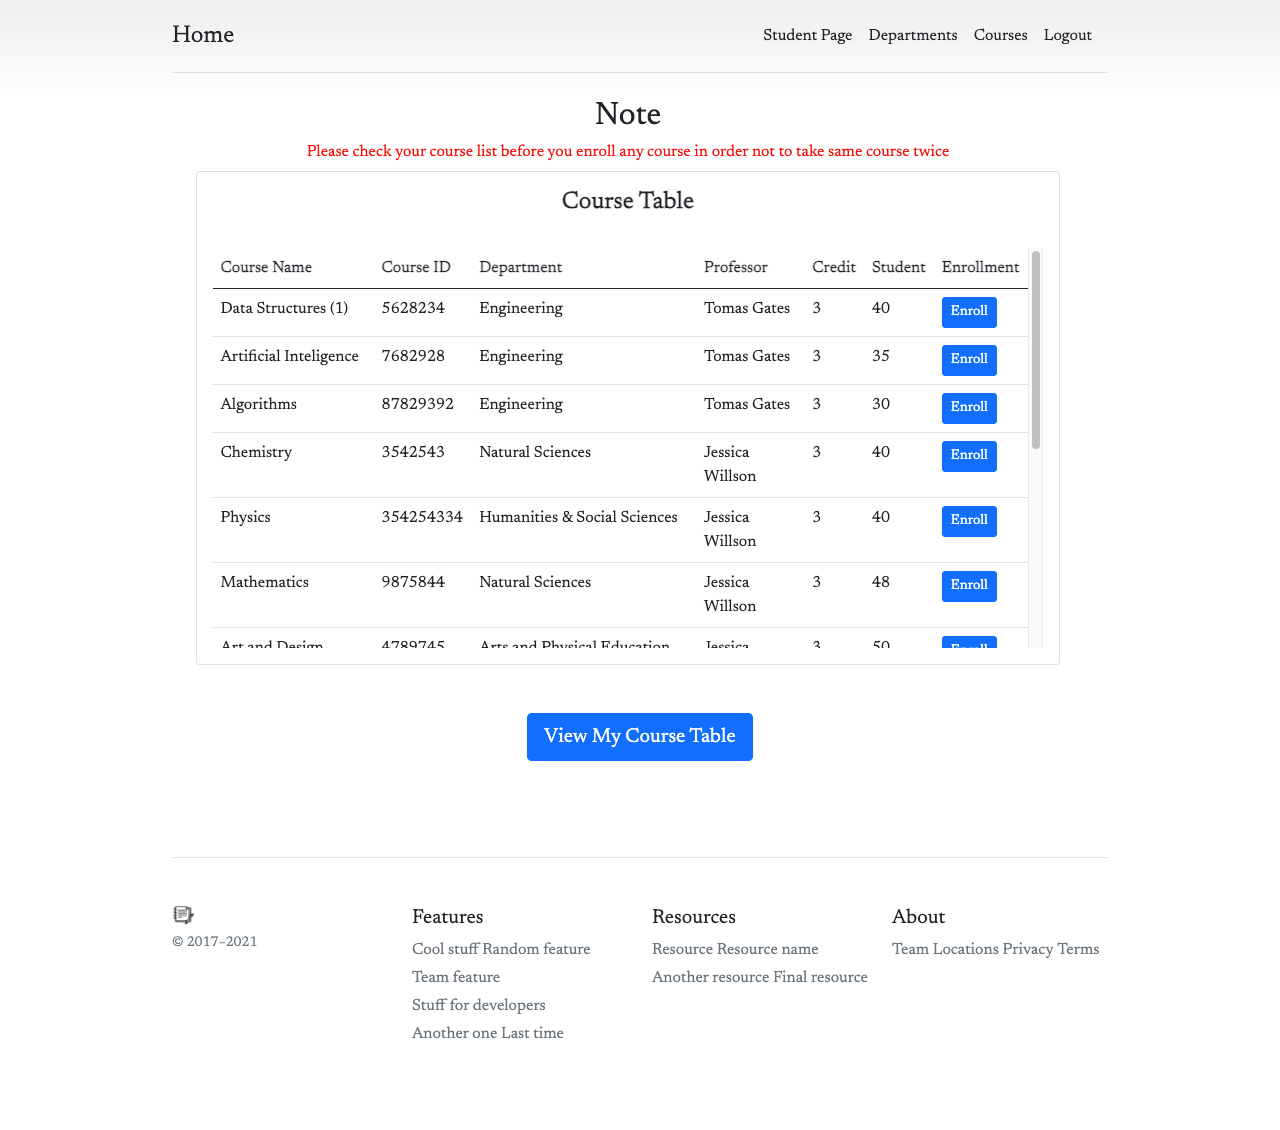 Home Student Page Departments Courses Logout
Note
Please check your course list before you enroll any course in order not to take same course twice
Course Table
Course Name Course ID Department Professor Credit Student Enrollment
Data Structures (1) 5628234 Engineering Tomas Gates 3 40 Enroll
Artificial Inteligence 7682928 Engineering Tomas Gates 3 35 Enroll
Algorithms 87829392 Engineering Tomas Gates 3 30 Enroll
Chemistry 3542543 Natural Sciences Jessica 3 40 Enroll
Willson
Physics 354254334 Humanities & Social Sciences Jessica 3 40 Enroll
Willson
Mathematics 9875844 Natural Sciences Jessica 3 48 Enroll
Willson
Art and Design 4789745 Arts and Physical Education Jessica 3 50 Enroll
View My Course Table
© 2017–2021
Features
Cool stuff Random feature
Team feature
Stuff for developers
Another one Last time
Resources
Resource Resource name
Another resource Final resource
About
Team Locations Privacy Terms